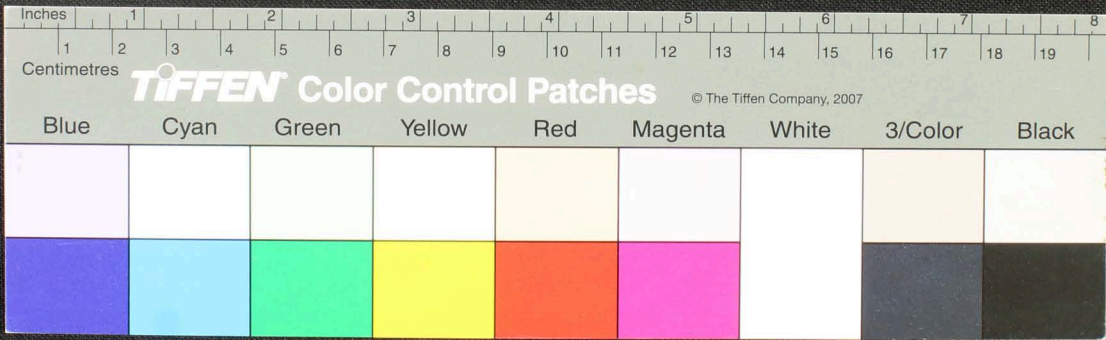 Inches 1 2 3 4 5 6 7 8
1 2 3 4 5 6 7 8 9 10 11 12 13 14 15 16 17 18 19
Centimetres
TIFFEN® Color Control Patches © The Tiffen Company, 2007
Blue Cyan Green Yellow Red Magenta White 3/Color Black